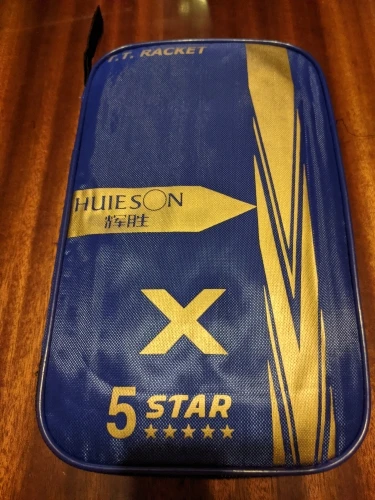 T.T. RACKET
HUIESON
辉胜
X
5 STAR
★★★★★